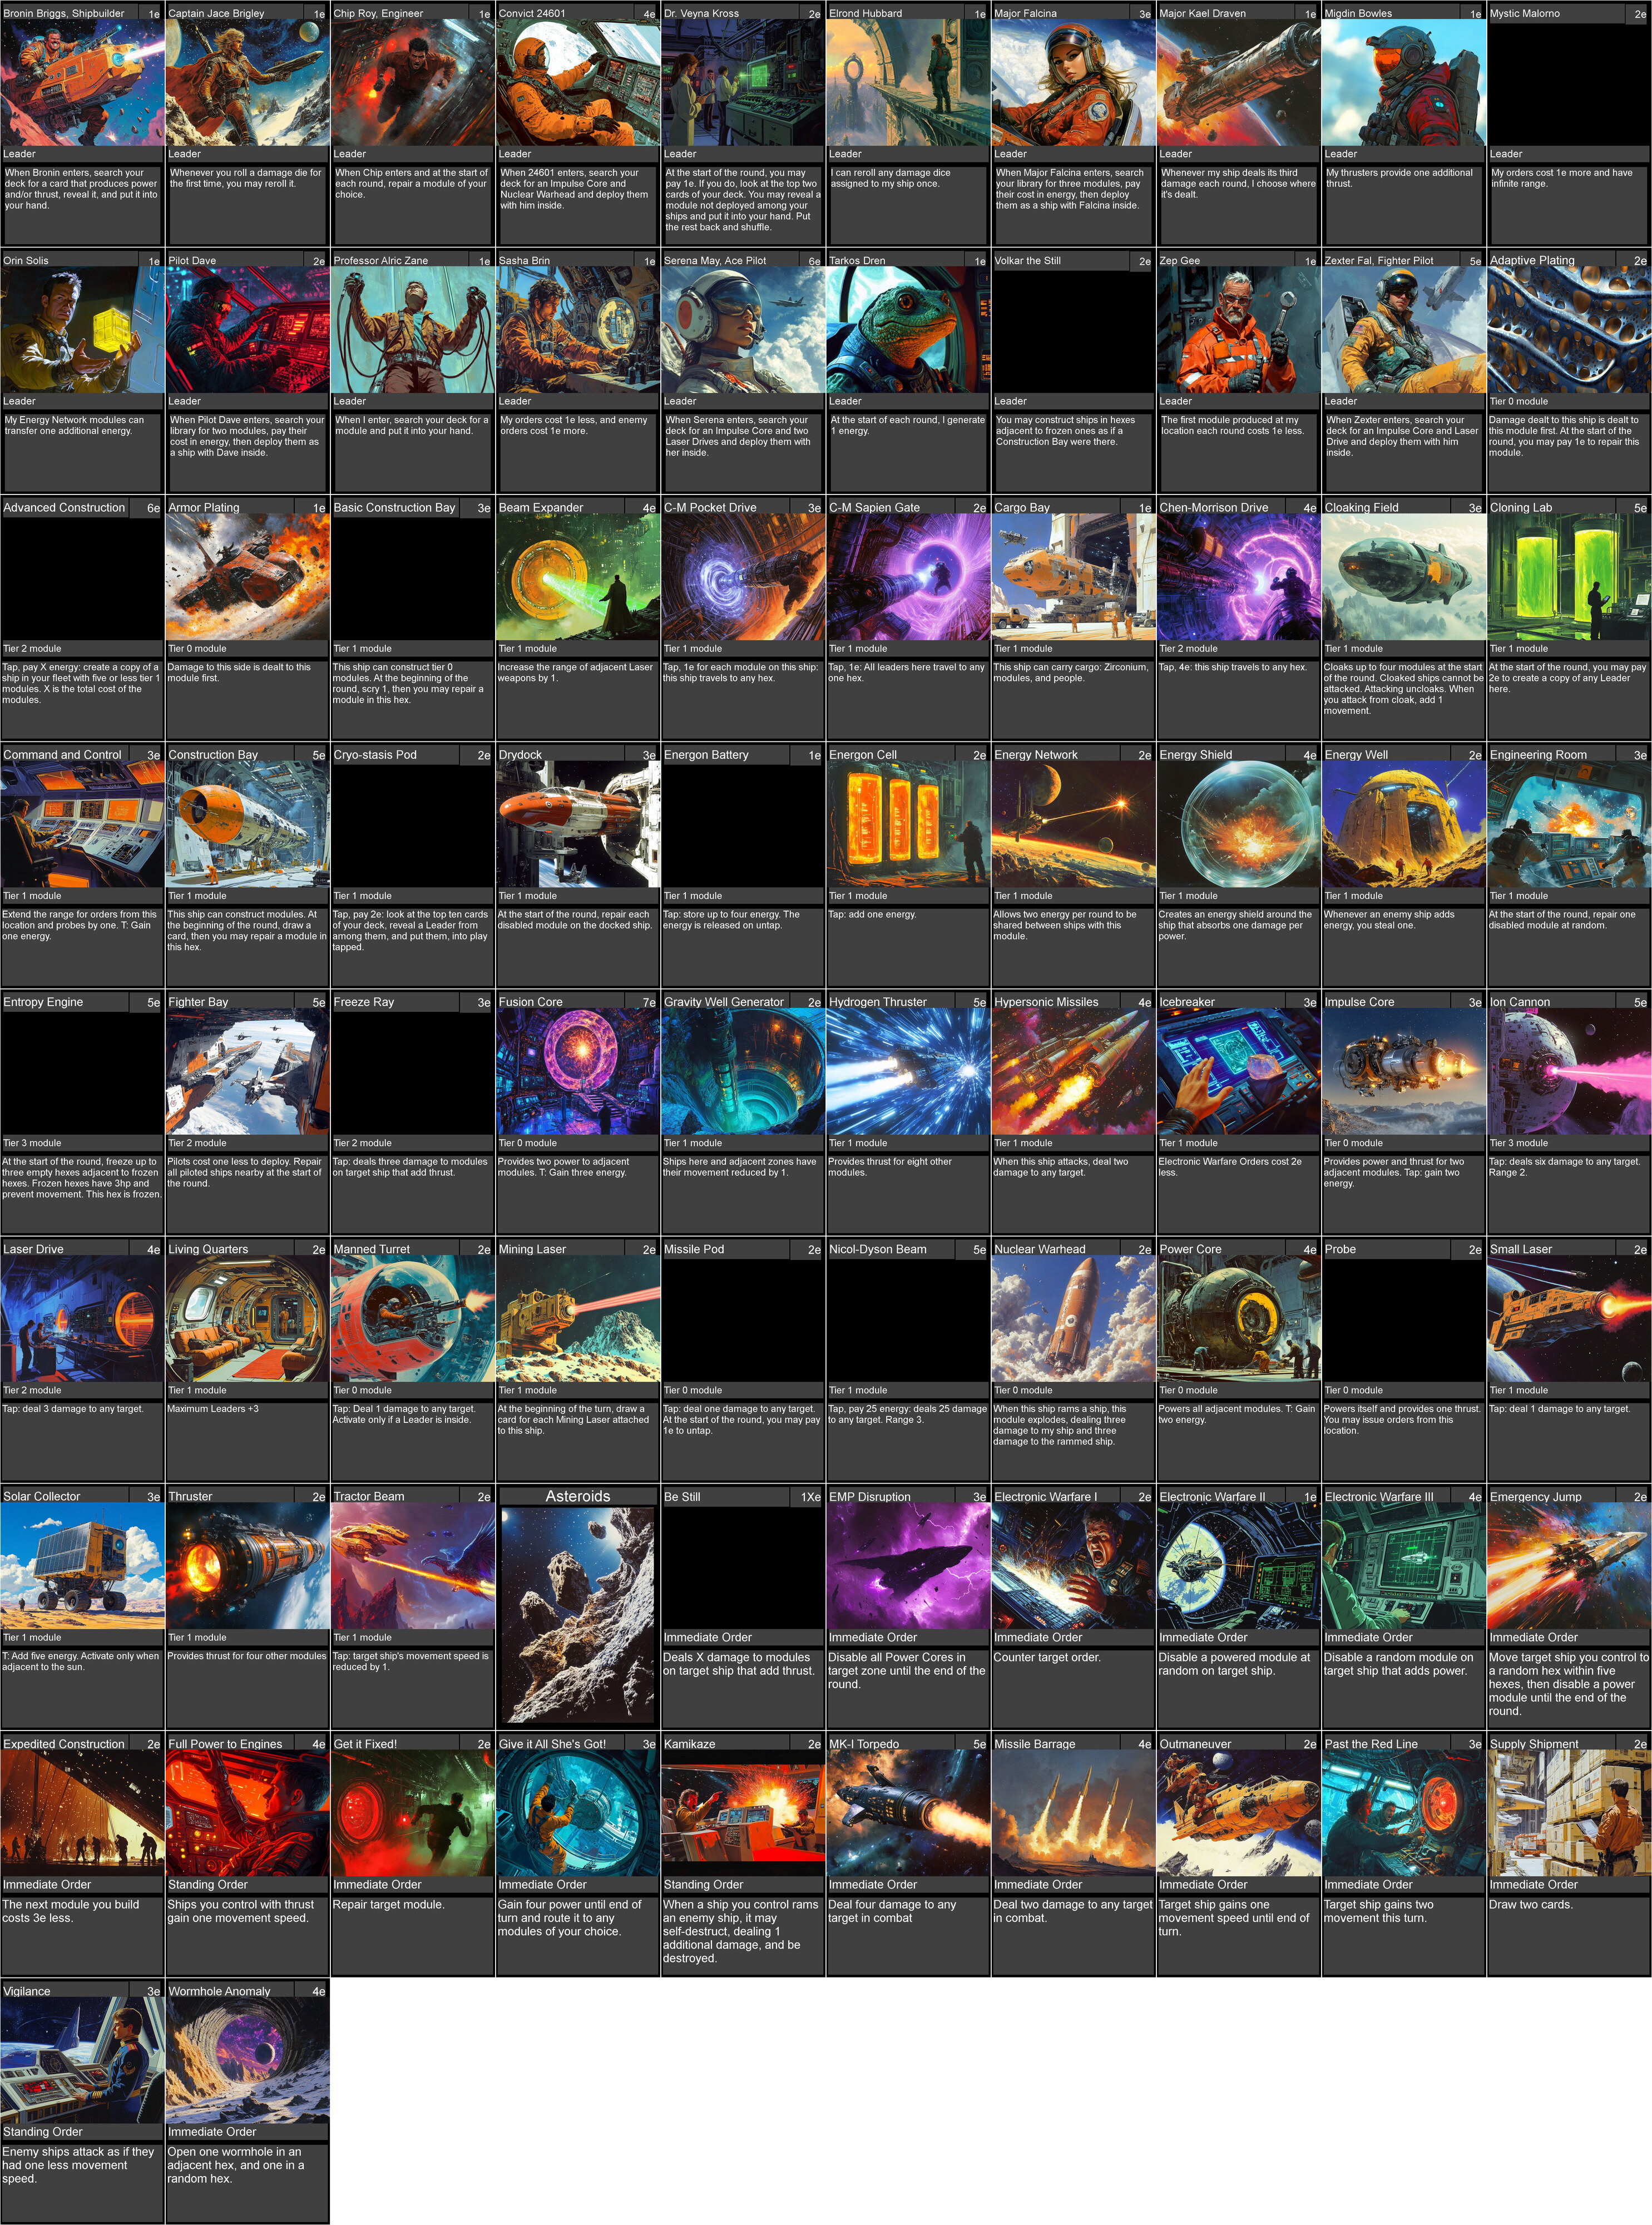 Bronin Briggs, Shipbuilder 1e
Leader
When Bronin enters, search your
deck for a card that produces power
and/or thrust, reveal it, and put it into
your hand.
Captain Jace Brigley 1e
Leader
Whenever you roll a damage die for
the first time, you may reroll it.
Chip Roy, Engineer 1e
Leader
When Chip enters and at the start of
each round, repair a module of your
choice.
Convict 24601 4e
Leader
When 24601 enters, search your
deck for an Impulse Core and
Nuclear Warhead and deploy them
with him inside.
Dr. Veyna Kross 2e
Leader
At the start of the round, you may
pay 1e. If you do, look at the top two
cards of your deck. You may reveal a
module not deployed among your
ships and put it into your hand. Put
the rest back and shuffle.
Elrond Hubbard 1e
Leader
I can reroll any damage dice
assigned to my ship once.
Major Falcina 3e
Leader
When Major Falcina enters, search
your library for three modules, pay
their cost in energy, then deploy
them as a ship with Falcina inside.
Major Kael Draven 1e
Leader
Whenever my ship deals its third
damage each round, I choose where
it's dealt.
Migdin Bowles 1e
Leader
My thrusters provide one additional
thrust.
Mystic Malorno 2e
Leader
My orders cost 1e more and have
infinite range.
Orin Solis 1e
Leader
My Energy Network modules can
transfer one additional energy.
Pilot Dave 2e
Leader
When Pilot Dave enters, search your
library for two modules, pay their
cost in energy, then deploy them as
a ship with Dave inside.
Professor Alric Zane 1e
Leader
When I enter, search your deck for a
module and put it into your hand.
Sasha Brin 1e
Leader
My orders cost 1e less, and enemy
orders cost 1e more.
Serena May, Ace Pilot 6e
Leader
When Serena enters, search your
deck for an Impulse Core and two
Laser Drives and deploy them with
her inside.
Tarkos Dren 1e
Leader
At the start of each round, I generate
1 energy.
Volkar the Still 2e
Leader
You may construct ships in hexes
adjacent to frozen ones as if a
Construction Bay were there.
Zep Gee 1e
Leader
The first module produced at my
location each round costs 1e less.
Zexter Fal, Fighter Pilot 5e
Leader
When Zexter enters, search your
deck for an Impulse Core and Laser
Drive and deploy them with him
inside.
Adaptive Plating 2e
Tier 0 module
Damage dealt to this ship is dealt to
this module first. At the start of the
round, you may pay 1e to repair this
module.
Advanced Construction 6e
Tier 2 module
Tap, pay X energy: create a copy of a
ship in your fleet with five or less tier 1
modules. X is the total cost of the
modules.
Armor Plating 1e
Tier 0 module
Damage to this side is dealt to this
module first.
Basic Construction Bay 3e
Tier 1 module
This ship can construct tier 0
modules. At the beginning of the
round, scry 1, then you may repair a
module in this hex.
Beam Expander 4e
Tier 1 module
Increase the range of adjacent Laser
weapons by 1.
C-M Pocket Drive 3e
Tier 1 module
Tap, 1e for each module on this ship:
this ship travels to any hex.
C-M Sapien Gate 2e
Tier 1 module
Tap, 1e: All leaders here travel to any
one hex.
Cargo Bay 1e
Tier 1 module
This ship can carry cargo: Zirconium,
modules, and people.
Chen-Morrison Drive 4e
Tier 2 module
Tap, 4e: this ship travels to any hex.
Cloaking Field 3e
Tier 1 module
Cloaks up to four modules at the start
of the round. Cloaked ships cannot be
attacked. Attacking uncloaks. When
you attack from cloak, add 1
movement.
Cloning Lab 5e
Tier 1 module
At the start of the round, you may pay
2e to create a copy of any Leader
here.
Command and Control 3e
Tier 1 module
Extend the range for orders from this
location and probes by one. T: Gain
one energy.
Construction Bay 5e
Tier 1 module
This ship can construct modules. At
the beginning of the round, draw a
card, then you may repair a module in
this hex.
Cryo-stasis Pod 2e
Tier 1 module
Tap, pay 2e: look at the top ten cards
of your deck, reveal a Leader from
among them, and put them, into play
tapped.
Drydock 3e
Tier 1 module
At the start of the round, repair each
disabled module on the docked ship.
Energon Battery 1e
Tier 1 module
Tap: store up to four energy. The
energy is released on untap.
Energon Cell 2e
Tier 1 module
Tap: add one energy.
Energy Network 2e
Tier 1 module
Allows two energy per round to be
shared between ships with this
module.
Energy Shield 4e
Tier 1 module
Creates an energy shield around the
ship that absorbs one damage per
power.
Energy Well 2e
Tier 1 module
Whenever an enemy ship adds
energy, you steal one.
Engineering Room 3e
Tier 1 module
At the start of the round, repair one
disabled module at random.
Entropy Engine 5e
Tier 3 module
At the start of the round, freeze up to
three empty hexes adjacent to frozen
hexes. Frozen hexes have 3hp and
prevent movement. This hex is frozen.
Fighter Bay 5e
Tier 2 module
Pilots cost one less to deploy. Repair
all piloted ships nearby at the start of
the round.
Freeze Ray 3e
Tier 2 module
Tap: deals three damage to modules
on target ship that add thrust.
Fusion Core 7e
Tier 0 module
Provides two power to adjacent
modules. T: Gain three energy.
Gravity Well Generator 2e
Tier 1 module
Ships here and adjacent zones have
their movement reduced by 1.
Hydrogen Thruster 5e
Tier 1 module
Provides thrust for eight other
modules.
Hypersonic Missiles 4e
Tier 1 module
When this ship attacks, deal two
damage to any target.
Icebreaker 3e
Tier 1 module
Electronic Warfare Orders cost 2e
less.
Impulse Core 3e
Tier 0 module
Provides power and thrust for two
adjacent modules. Tap: gain two
energy.
Ion Cannon 5e
Tier 3 module
Tap: deals six damage to any target.
Range 2.
Laser Drive 4e
Tier 2 module
Tap: deal 3 damage to any target.
Living Quarters 2e
Tier 1 module
Maximum Leaders +3
Manned Turret 2e
Tier 0 module
Tap: Deal 1 damage to any target.
Activate only if a Leader is inside.
Mining Laser 2e
Tier 1 module
At the beginning of the turn, draw a
card for each Mining Laser attached
to this ship.
Missile Pod 2e
Tier 0 module
Tap: deal one damage to any target.
At the start of the round, you may pay
1e to untap.
Nicol-Dyson Beam 5e
Tier 1 module
Tap, pay 25 energy: deals 25 damage
to any target. Range 3.
Nuclear Warhead 2e
Tier 0 module
When this ship rams a ship, this
module explodes, dealing three
damage to my ship and three
damage to the rammed ship.
Power Core 4e
Tier 0 module
Powers all adjacent modules. T: Gain
two energy.
Probe 2e
Tier 0 module
Powers itself and provides one thrust.
You may issue orders from this
location.
Small Laser 2e
Tier 1 module
Tap: deal 1 damage to any target.
Solar Collector 3e
Tier 1 module
T: Add five energy. Activate only when
adjacent to the sun.
Thruster 2e
Tier 1 module
Provides thrust for four other modules
Tractor Beam 2e
Tier 1 module
Tap: target ship's movement speed is
reduced by 1.
Asteroids
Be Still 1Xe
Immediate Order
Deals X damage to modules
on target ship that add thrust.
EMP Disruption 3e
Immediate Order
Disable all Power Cores in
target zone until the end of the
round.
Electronic Warfare I 2e
Immediate Order
Counter target order.
Electronic Warfare II 1e
Immediate Order
Disable a powered module at
random on target ship.
Electronic Warfare III 4e
Immediate Order
Disable a random module on
target ship that adds power.
Emergency Jump 2e
Immediate Order
Move target ship you control to
a random hex within five
hexes, then disable a power
module until the end of the
round.
Expedited Construction 2e
Immediate Order
The next module you build
costs 3e less.
Full Power to Engines 4e
Standing Order
Ships you control with thrust
gain one movement speed.
Get it Fixed! 2e
Immediate Order
Repair target module.
Give it All She's Got! 3e
Immediate Order
Gain four power until end of
turn and route it to any
modules of your choice.
Kamikaze 2e
Standing Order
When a ship you control rams
an enemy ship, it may
self-destruct, dealing 1
additional damage, and be
destroyed.
MK-I Torpedo 5e
Immediate Order
Deal four damage to any
target in combat
Missile Barrage 4e
Immediate Order
Deal two damage to any target
in combat.
Outmaneuver 2e
Immediate Order
Target ship gains one
movement speed until end of
turn.
Past the Red Line 3e
Immediate Order
Target ship gains two
movement this turn.
Supply Shipment 2e
Immediate Order
Draw two cards.
Vigilance 3e
Standing Order
Enemy ships attack as if they
had one less movement
speed.
Wormhole Anomaly 4e
Immediate Order
Open one wormhole in an
adjacent hex, and one in a
random hex.